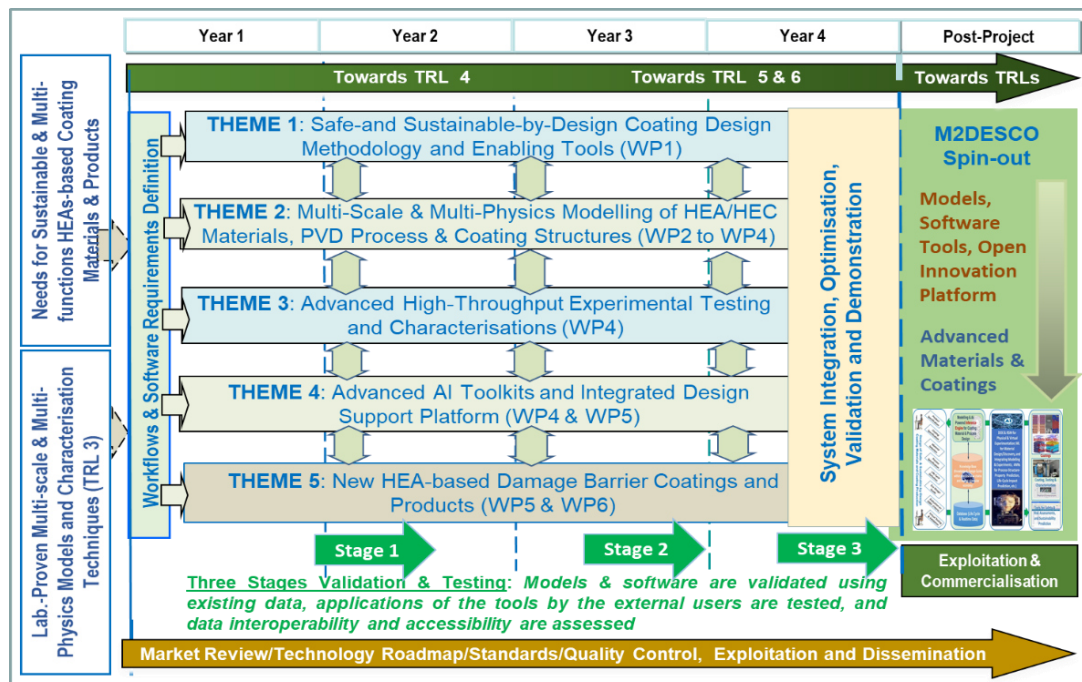 Year 1
Year 2
Year 3
Year 4
Post-Project
Towards TRL 4
Towards TRL 5 & 6
Towards TRLs
Needs for Sustainable & Multi-
functions HEAs-based Coating
Materials & Products
Lab.-Proven Multi-scale & Multi-
Physics Models and Characterisation
Techniques (TRL 3)
Workflows & Software Requirements Definition
THEME 1: Safe-and Sustainable-by-Design Coating Design
Methodology and Enabling Tools (WP1)
THEME 2: Multi-Scale & Multi-Physics Modelling of HEA/HEC
Materials, PVD Process & Coating Structures (WP2 to WP4)
THEME 3: Advanced High-Throughput Experimental Testing
and Characterisations (WP4)
THEME 4: Advanced AI Toolkits and Integrated Design
Support Platform (WP4 & WP5)
THEME 5: New HEA-based Damage Barrier Coatings and
Products (WP5 & WP6)
System Integration, Optimisation,
Validation and Demonstration
M2DESCO
Spin-out
Models,
Software
Tools, Open
Innovation
Platform
Advanced
Materials &
Coatings
Stage 1
Stage 2
Stage 3
Exploitation &
Commercialisation
Three Stages Validation & Testing: Models & software are validated using
existing data, applications of the tools by the external users are tested, and
data interoperability and accessibility are assessed
Market Review/Technology Roadmap/Standards/Quality Control, Exploitation and Dissemination